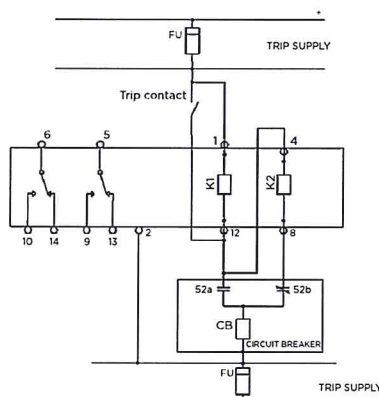 +
FU
TRIP SUPPLY
Trip contact
6 5 1 4
K1 K2
10 14 9 13 2 12 8
52a 52b
CB
CIRCUIT BREAKER
FU
TRIP SUPPLY